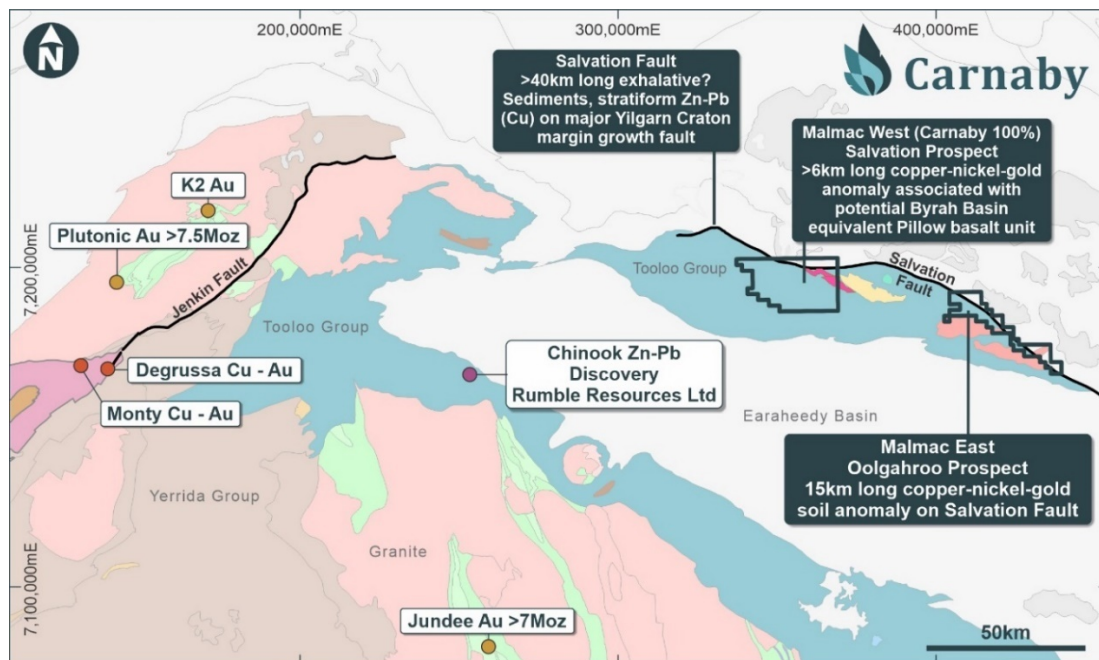 200,000mE
300,000mE
400,000mE
N
Carnaby
Salvation Fault
>40km long exhalative?
Sediments, stratiform Zn-Pb
(Cu) on major Yilgarn Craton
margin growth fault
Malmac West (Carnaby 100%)
Salvation Prospect
>6km long copper-nickel-gold
anomaly associated with
potential Byrah Basin
equivalent Pillow basalt unit
K2 Au
Plutonic Au >7.5Moz
7,200,000mE
Jenkin Fault
Tooloo Group
Salvation
Fault
Tooloo Group
Degrussa Cu - Au
Monty Cu - Au
Chinook Zn-Pb
Discovery
Rumble Resources Ltd
Earaheedy Basin
Malmac East
Oolgahroo Prospect
15km long copper-nickel-gold
soil anomaly on Salvation Fault
Yerrida Group
Granite
7,100,000mE
Jundee Au >7Moz
50km